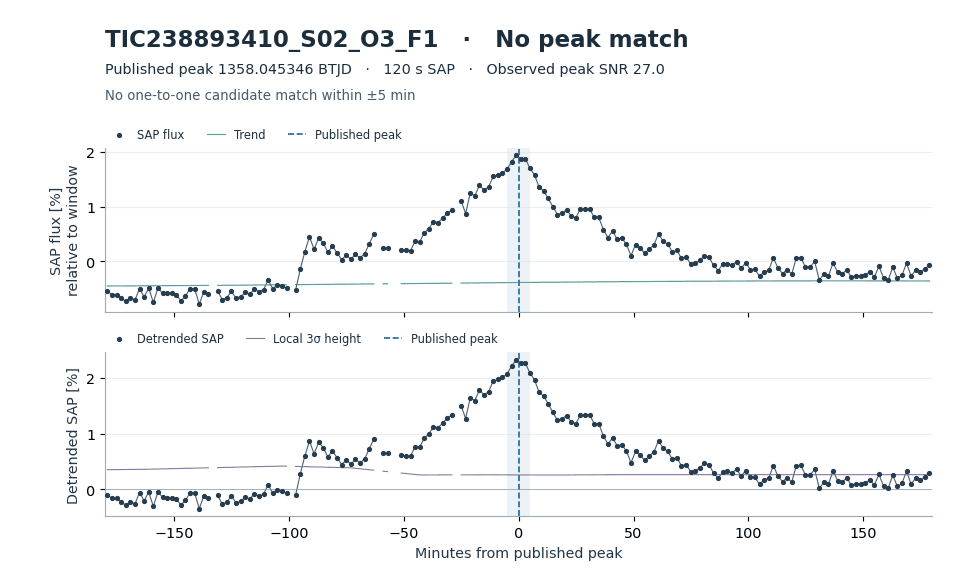 TIC238893410_S02_O3_F1 · No peak match
Published peak 1358.045346 BTJD · 120 s SAP · Observed peak SNR 27.0
No one-to-one candidate match within ±5 min
SAP flux Trend Published peak
SAP flux [%]
relative to window
2
1
0
Detrended SAP Local 3σ height Published peak
Detrended SAP [%]
2
1
0
−150 −100 −50 0 50 100 150
Minutes from published peak